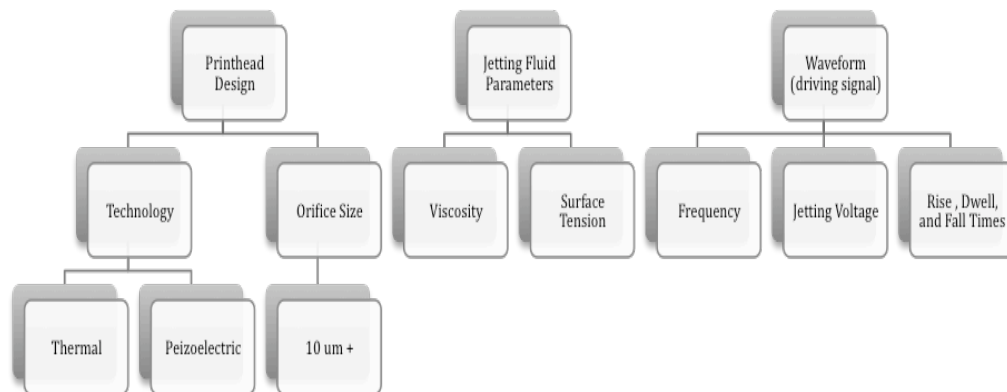 Printhead
Design
Jetting Fluid
Parameters
Waveform
(driving signal)
Technology
Orifice Size
Viscosity
Surface
Tension
Frequency
Jetting Voltage
Rise , Dwell,
and Fall Times
Thermal
Peizoelectric
10 um +